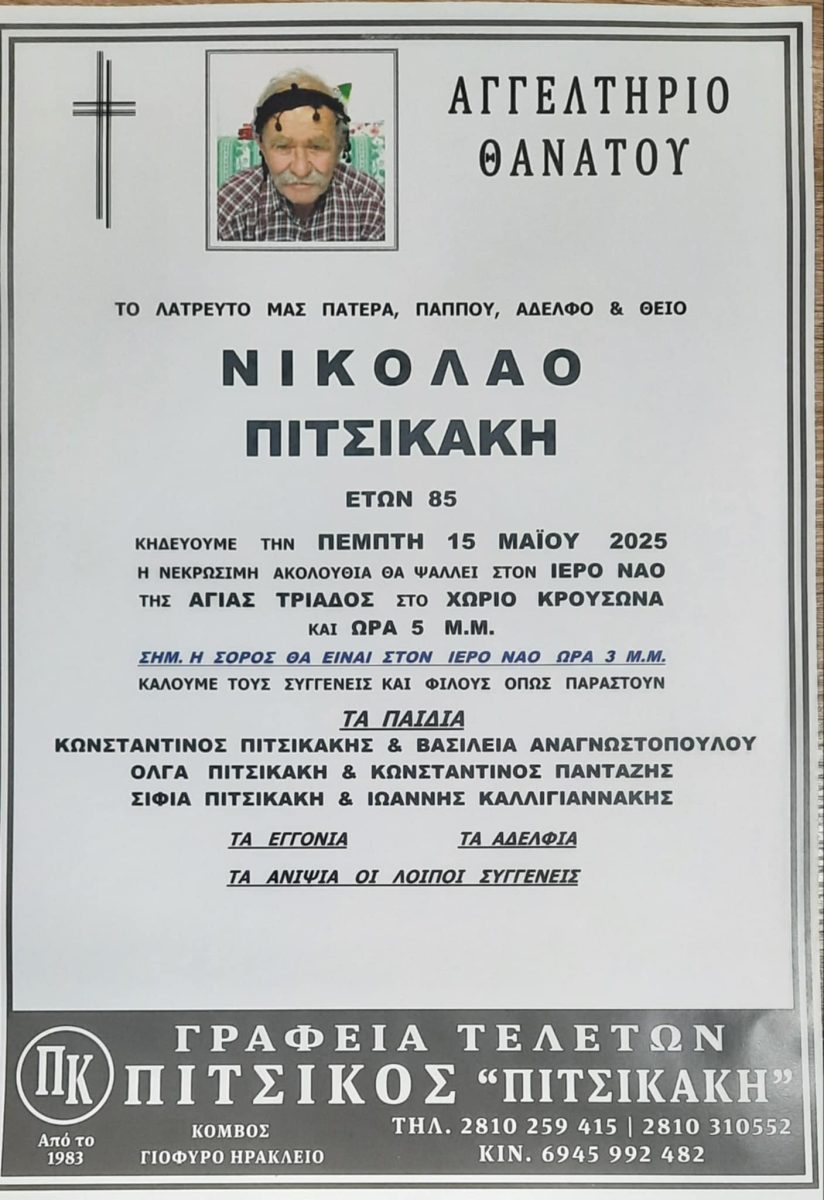 ΑΓΓΕΛΤΗΡΙΟ
ΘΑΝΑΤΟΥ
ΤΟ ΛΑΤΡΕΥΤΟ ΜΑΣ ΠΑΤΕΡΑ, ΠΑΠΠΟΥ, ΑΔΕΛΦΟ & ΘΕΙΟ
ΝΙΚΟΛΑΟ
ΠΙΤΣΙΚΑΚΗ
ΕΤΩΝ 85
ΚΗΔΕΥΟΥΜΕ ΤΗΝ ΠΕΜΠΤΗ 15 ΜΑΪΟΥ 2025
Η ΝΕΚΡΩΣΙΜΗ ΑΚΟΛΟΥΘΙΑ ΘΑ ΨΑΛΛΕΙ ΣΤΟΝ ΙΕΡΟ ΝΑΟ
ΤΗΣ ΑΓΙΑΣ ΤΡΙΑΔΟΣ ΣΤΟ ΧΩΡΙΟ ΚΡΟΥΣΩΝΑ
ΚΑΙ ΩΡΑ 5 Μ.Μ.
ΣΗΜ. Η ΣΟΡΟΣ ΘΑ ΕΙΝΑΙ ΣΤΟΝ ΙΕΡΟ ΝΑΟ ΩΡΑ 3 Μ.Μ.
ΚΑΛΟΥΜΕ ΤΟΥΣ ΣΥΓΓΕΝΕΙΣ ΚΑΙ ΦΙΛΟΥΣ ΟΠΩΣ ΠΑΡΑΣΤΟΥΝ
ΤΑ ΠΑΙΔΙΑ
ΚΩΝΣΤΑΝΤΙΝΟΣ ΠΙΤΣΙΚΑΚΗΣ & ΒΑΣΙΛΕΙΑ ΑΝΑΓΝΩΣΤΟΠΟΥΛΟΥ
ΟΛΓΑ ΠΙΤΣΙΚΑΚΗ & ΚΩΝΣΤΑΝΤΙΝΟΣ ΠΑΝΤΑΖΗΣ
ΣΙΦΙΑ ΠΙΤΣΙΚΑΚΗ & ΙΩΑΝΝΗΣ ΚΑΛΛΙΓΙΑΝΝΑΚΗΣ
ΤΑ ΕΓΓΟΝΙΑ ΤΑ ΑΔΕΛΦΙΑ
ΤΑ ΑΝΙΨΙΑ ΟΙ ΛΟΙΠΟΙ ΣΥΓΓΕΝΕΙΣ
ΓΡΑΦΕΙΑ ΤΕΛΕΤΩΝ
ΠΚ ΠΙΤΣΙΚΟΣ “ΠΙΤΣΙΚΑΚΗ”
Από το
1983
ΚΟΜΒΟΣ
ΓΙΟΦΥΡΟ ΗΡΑΚΛΕΙΟ
ΤΗΛ. 2810 259 415 | 2810 310552
ΚΙΝ. 6945 992 482